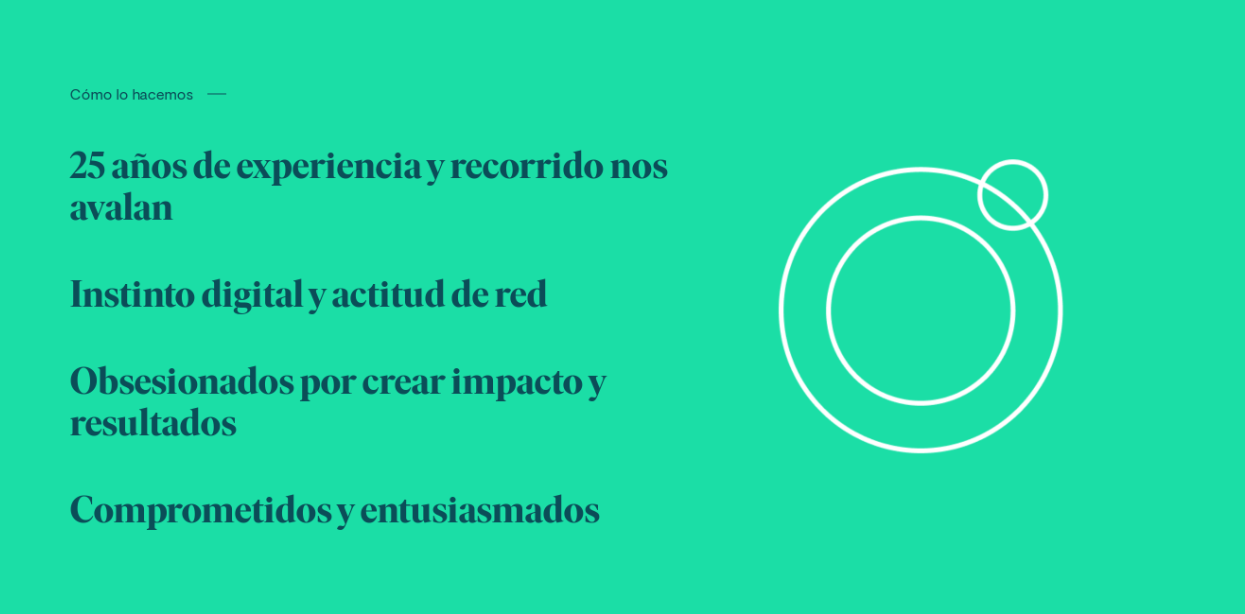 Cómo lo hacemos
25 años de experiencia y recorrido nos
avalan
Instinto digital y actitud de red
Obsesionados por crear impacto y
resultados
Comprometidos y entusiasmados